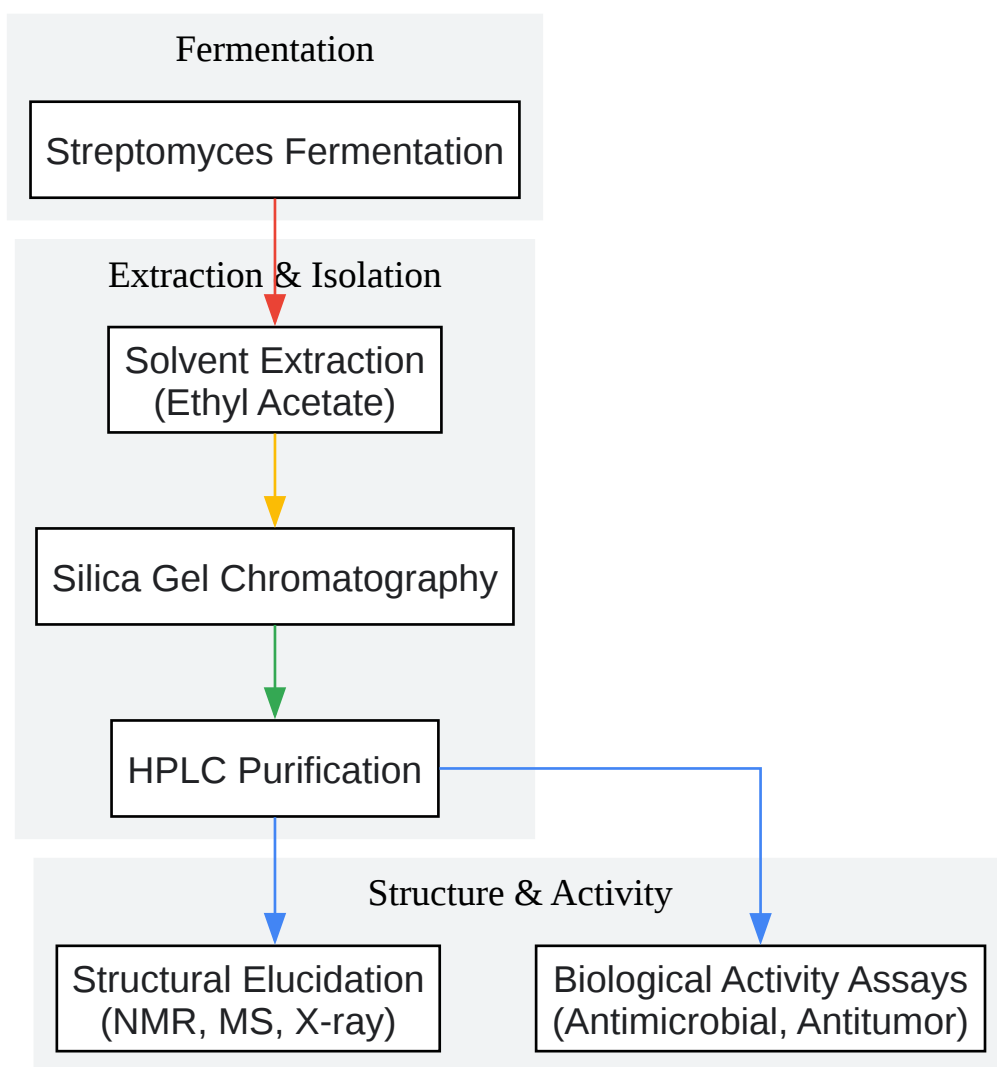 Fermentation
Streptomyces Fermentation
Extraction & Isolation
Solvent Extraction
(Ethyl Acetate)
Silica Gel Chromatography
HPLC Purification
Structure & Activity
Structural Elucidation
(NMR, MS, X-ray)
Biological Activity Assays
(Antimicrobial, Antitumor)